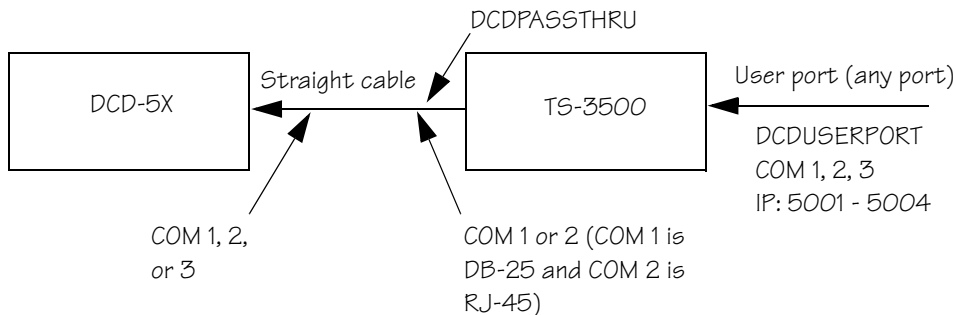 DCDPASSTHRU
Straight cable
User port (any port)
DCD-5X
TS-3500
DCDUSERPORT
COM 1, 2, 3
IP: 5001 - 5004
COM 1, 2,
or 3
COM 1 or 2 (COM 1 is
DB-25 and COM 2 is
RJ-45)